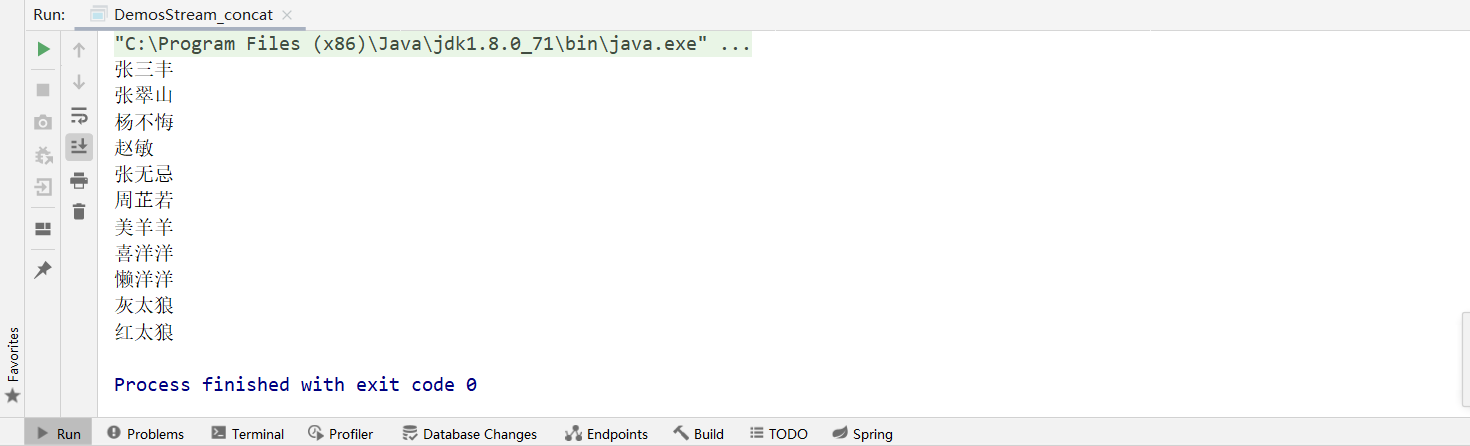 Run: DemosStream_concat
"C:\Program Files (x86)\Java\jdk1.8.0_71\bin\java.exe" ...
张三丰
张翠山
杨不悔
赵敏
张无忌
周芷若
美羊羊
喜洋洋
懒洋洋
灰太狼
红太狼
Process finished with exit code 0
Favorites
Run Problems Terminal Profiler Database Changes Endpoints Build TODO Spring